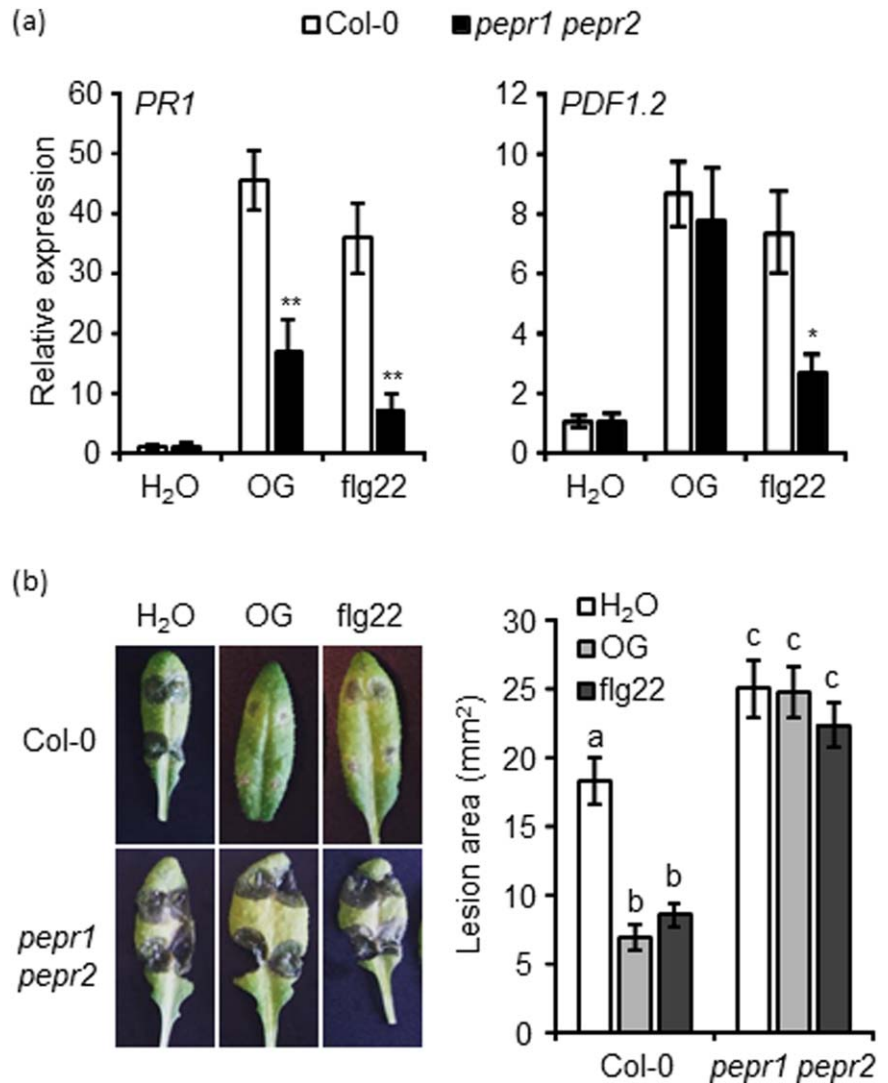 (a)
Col-0 pepr1 pepr2
PR1
Relative expression
60
50
40
30
20
10
0
**
**
H₂O OG flg22
PDF1.2
12
10
8
6
4
2
0
*
H₂O OG flg22
(b)
H₂O OG flg22
Col-0
pepr1
pepr2
H₂O
OG
flg22
Lesion area (mm²)
30
25
20
15
10
5
0
a
b b
c c c
Col-0 pepr1 pepr2